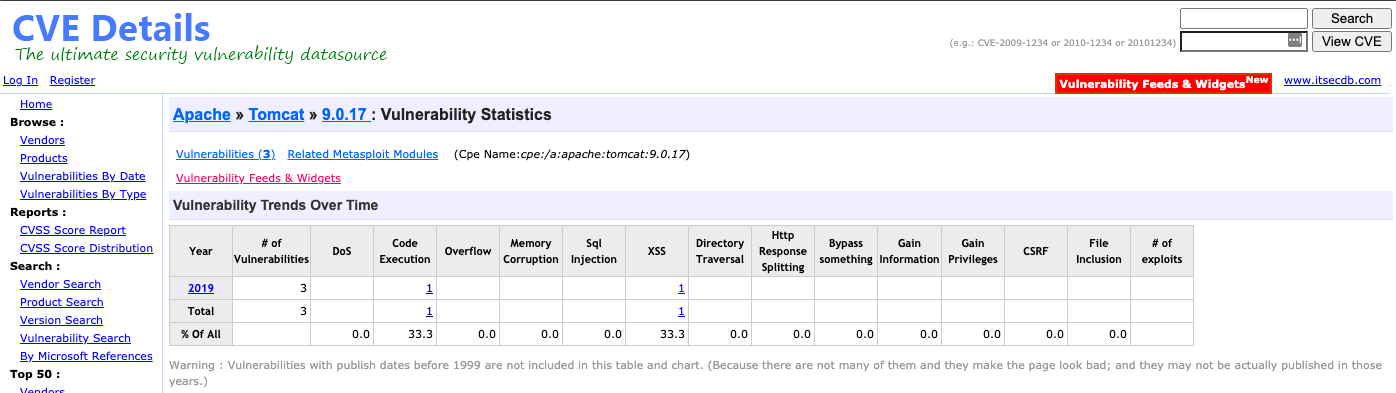 CVE Details
The ultimate security vulnerability datasource
Search
(e.g.: CVE-2009-1234 or 2010-1234 or 20101234)
View CVE
Log In Register
Vulnerability Feeds & WidgetsNew www.itsecdb.com
Home
Browse :
Vendors
Products
Vulnerabilities By Date
Vulnerabilities By Type
Reports :
CVSS Score Report
CVSS Score Distribution
Search :
Vendor Search
Product Search
Version Search
Vulnerability Search
By Microsoft References
Top 50 :
Vendors
Apache » Tomcat » 9.0.17 : Vulnerability Statistics
Vulnerabilities (3) Related Metasploit Modules (Cpe Name:cpe:/a:apache:tomcat:9.0.17)
Vulnerability Feeds & Widgets
Vulnerability Trends Over Time
Year # of Vulnerabilities DoS Code Execution Overflow Memory Corruption Sql Injection XSS Directory Traversal Http Response Splitting Bypass something Gain Information Gain Privileges CSRF File Inclusion # of exploits
2019 3 1 1
Total 3 1 1
% Of All 0.0 33.3 0.0 0.0 0.0 33.3 0.0 0.0 0.0 0.0 0.0 0.0 0.0
Warning : Vulnerabilities with publish dates before 1999 are not included in this table and chart. (Because there are not many of them and they make the page look bad; and they may not be actually published in those
years.)